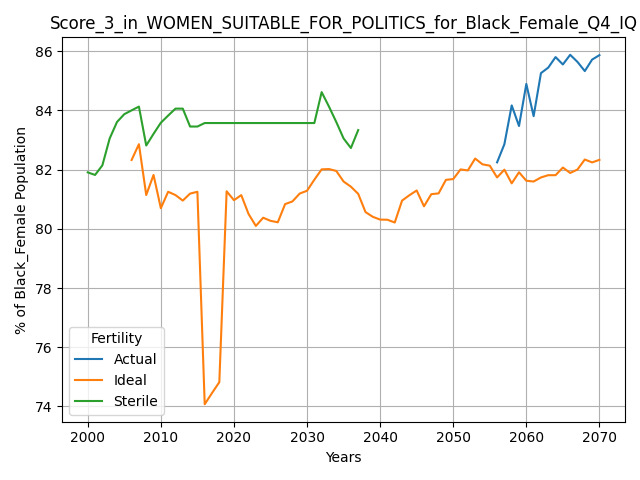 Score_3_in_WOMEN_SUITABLE_FOR_POLITICS_for_Black_Female_Q4_IQ
86
84
82
80
78
76
74
% of Black_Female Population
Fertility
Actual
Ideal
Sterile
2000 2010 2020 2030 2040 2050 2060 2070
Years